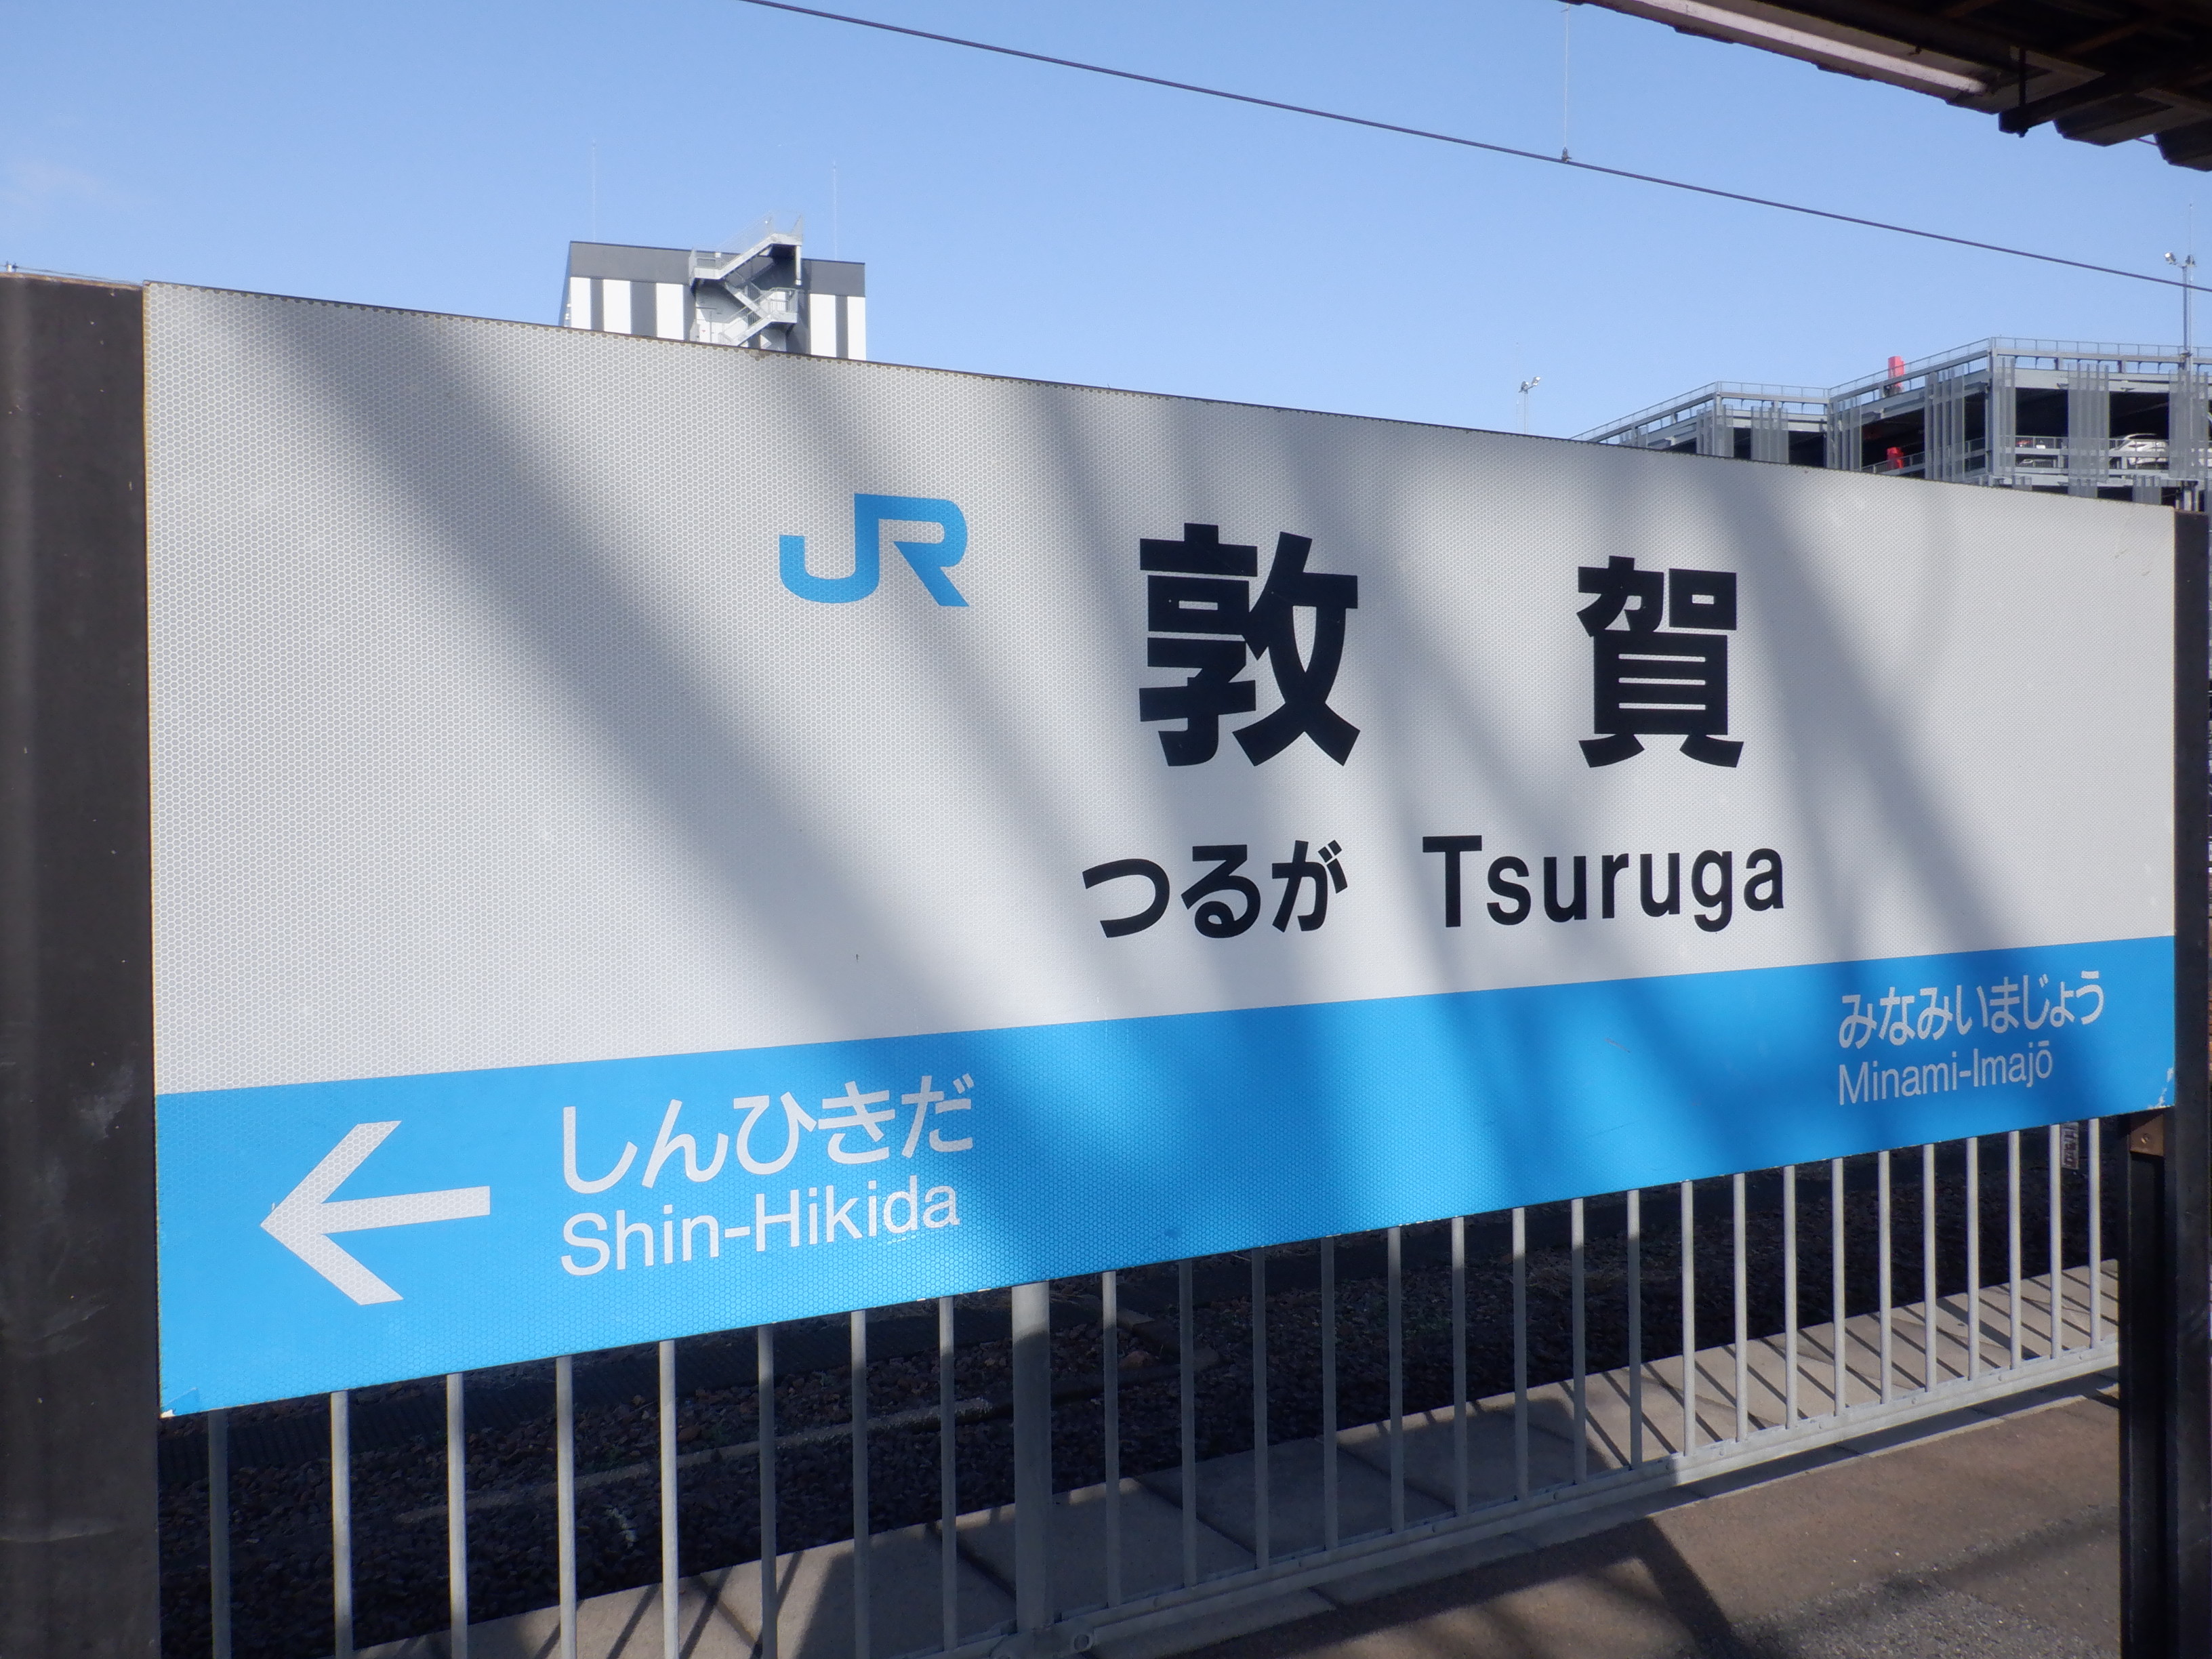 JR 敦賀
つるが Tsuruga
しんひきだ
Shin-Hikida
みなみいまじょう
Minami-Imajō